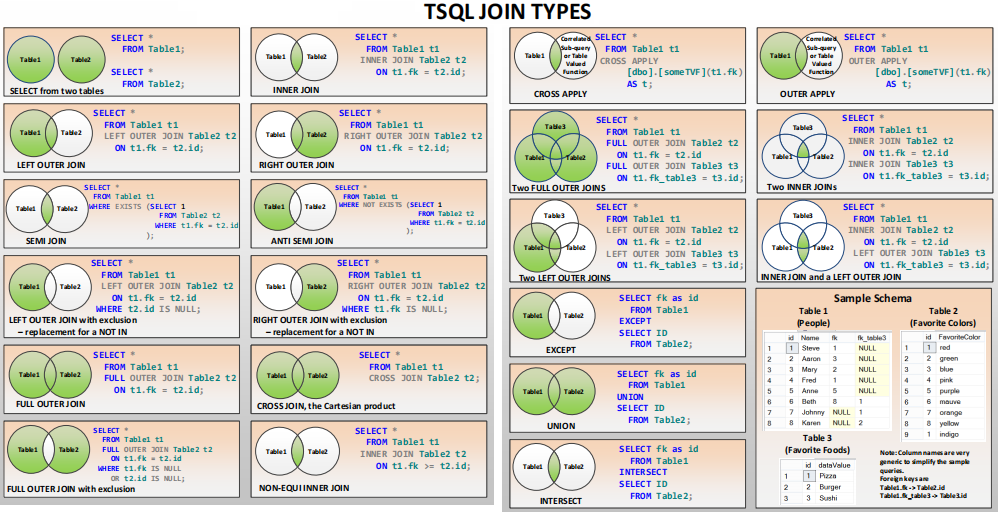 TSQL JOIN TYPES
Table1
Table2
SELECT *
FROM Table1;
SELECT *
FROM Table2;
SELECT from two tables
Table1
Table2
SELECT *
FROM Table1 t1
INNER JOIN Table2 t2
ON t1.fk = t2.id;
INNER JOIN
Table1
Table2
SELECT *
FROM Table1 t1
LEFT OUTER JOIN Table2 t2
ON t1.fk = t2.id;
LEFT OUTER JOIN
Table1
Table2
SELECT *
FROM Table1 t1
RIGHT OUTER JOIN Table2 t2
ON t1.fk = t2.id;
RIGHT OUTER JOIN
Table1
Table2
SELECT *
FROM Table1 t1
WHERE EXISTS (SELECT 1
FROM Table2 t2
WHERE t1.fk = t2.id
);
SEMI JOIN
Table1
Table2
SELECT *
FROM Table1 t1
WHERE NOT EXISTS (SELECT 1
FROM Table2 t2
WHERE t1.fk = t2.id
);
ANTI SEMI JOIN
Table1
Table2
SELECT *
FROM Table1 t1
LEFT OUTER JOIN Table2 t2
ON t1.fk = t2.id
WHERE t2.id IS NULL;
LEFT OUTER JOIN with exclusion
– replacement for a NOT IN
Table1
Table2
SELECT *
FROM Table1 t1
RIGHT OUTER JOIN Table2 t2
ON t1.fk = t2.id
WHERE t1.fk IS NULL;
RIGHT OUTER JOIN with exclusion
– replacement for a NOT IN
Table1
Table2
SELECT *
FROM Table1 t1
FULL OUTER JOIN Table2 t2
ON t1.fk = t2.id;
FULL OUTER JOIN
Table1
Table2
SELECT *
FROM Table1 t1
CROSS JOIN Table2 t2;
CROSS JOIN, the Cartesian product
Table1
Table2
SELECT *
FROM Table1 t1
FULL OUTER JOIN Table2 t2
ON t1.fk = t2.id
WHERE t1.fk IS NULL
OR t2.id IS NULL;
FULL OUTER JOIN with exclusion
Table1
Table2
SELECT *
FROM Table1 t1
INNER JOIN Table2 t2
ON t1.fk >= t2.id;
NON-EQUI INNER JOIN
Table1
Correlated
Sub-query
or Table
Valued
Function
SELECT *
FROM Table1 t1
CROSS APPLY
[dbo].[someTVF](t1.fk)
AS t;
CROSS APPLY
Table1
Correlated
Sub-query
or Table
Valued
Function
SELECT *
FROM Table1 t1
OUTER APPLY
[dbo].[someTVF](t1.fk)
AS t;
OUTER APPLY
Table3
Table1
Table2
SELECT *
FROM Table1 t1
FULL OUTER JOIN Table2 t2
ON t1.fk = t2.id
FULL OUTER JOIN Table3 t3
ON t1.fk_table3 = t3.id;
Two FULL OUTER JOINS
Table3
Table1
Table2
SELECT *
FROM Table1 t1
INNER JOIN Table2 t2
ON t1.fk = t2.id
INNER JOIN Table3 t3
ON t1.fk_table3 = t3.id;
Two INNER JOINs
Table3
Table1
Table2
SELECT *
FROM Table1 t1
LEFT OUTER JOIN Table2 t2
ON t1.fk = t2.id
LEFT OUTER JOIN Table3 t3
ON t1.fk_table3 = t3.id;
Two LEFT OUTER JOINS
Table3
Table1
Table2
SELECT *
FROM Table1 t1
INNER JOIN Table2 t2
ON t1.fk = t2.id
LEFT OUTER JOIN Table3 t3
ON t1.fk_table3 = t3.id;
INNER JOIN and a LEFT OUTER JOIN
Table1
Table2
SELECT fk as id
FROM Table1
EXCEPT
SELECT ID
FROM Table2;
EXCEPT
Table1
Table2
SELECT fk as id
FROM Table1
UNION
SELECT ID
FROM Table2;
UNION
Table1
Table2
SELECT fk as id
FROM Table1
INTERSECT
SELECT ID
FROM Table2;
INTERSECT
Sample Schema
Table 1
(People)
id Name fk fk_table3
1 1 Steve 1 NULL
2 2 Aaron 3 NULL
3 3 Mary 2 NULL
4 4 Fred 1 NULL
5 5 Anne 5 NULL
6 6 Beth 8 1
7 7 Johnny NULL 1
8 8 Karen NULL 2
Table 2
(Favorite Colors)
id FavoriteColor
1 1 red
2 2 green
3 3 blue
4 4 pink
5 5 purple
6 6 mauve
7 7 orange
8 8 yellow
9 1 indigo
Table 3
(Favorite Foods)
id dataValue
1 1 Pizza
2 2 Burger
3 3 Sushi
Note: Column names are very
generic to simplify the sample
queries.
Foreign keys are
Table1.fk -> Table2.id
Table1.fk_table3 -> Table3.id